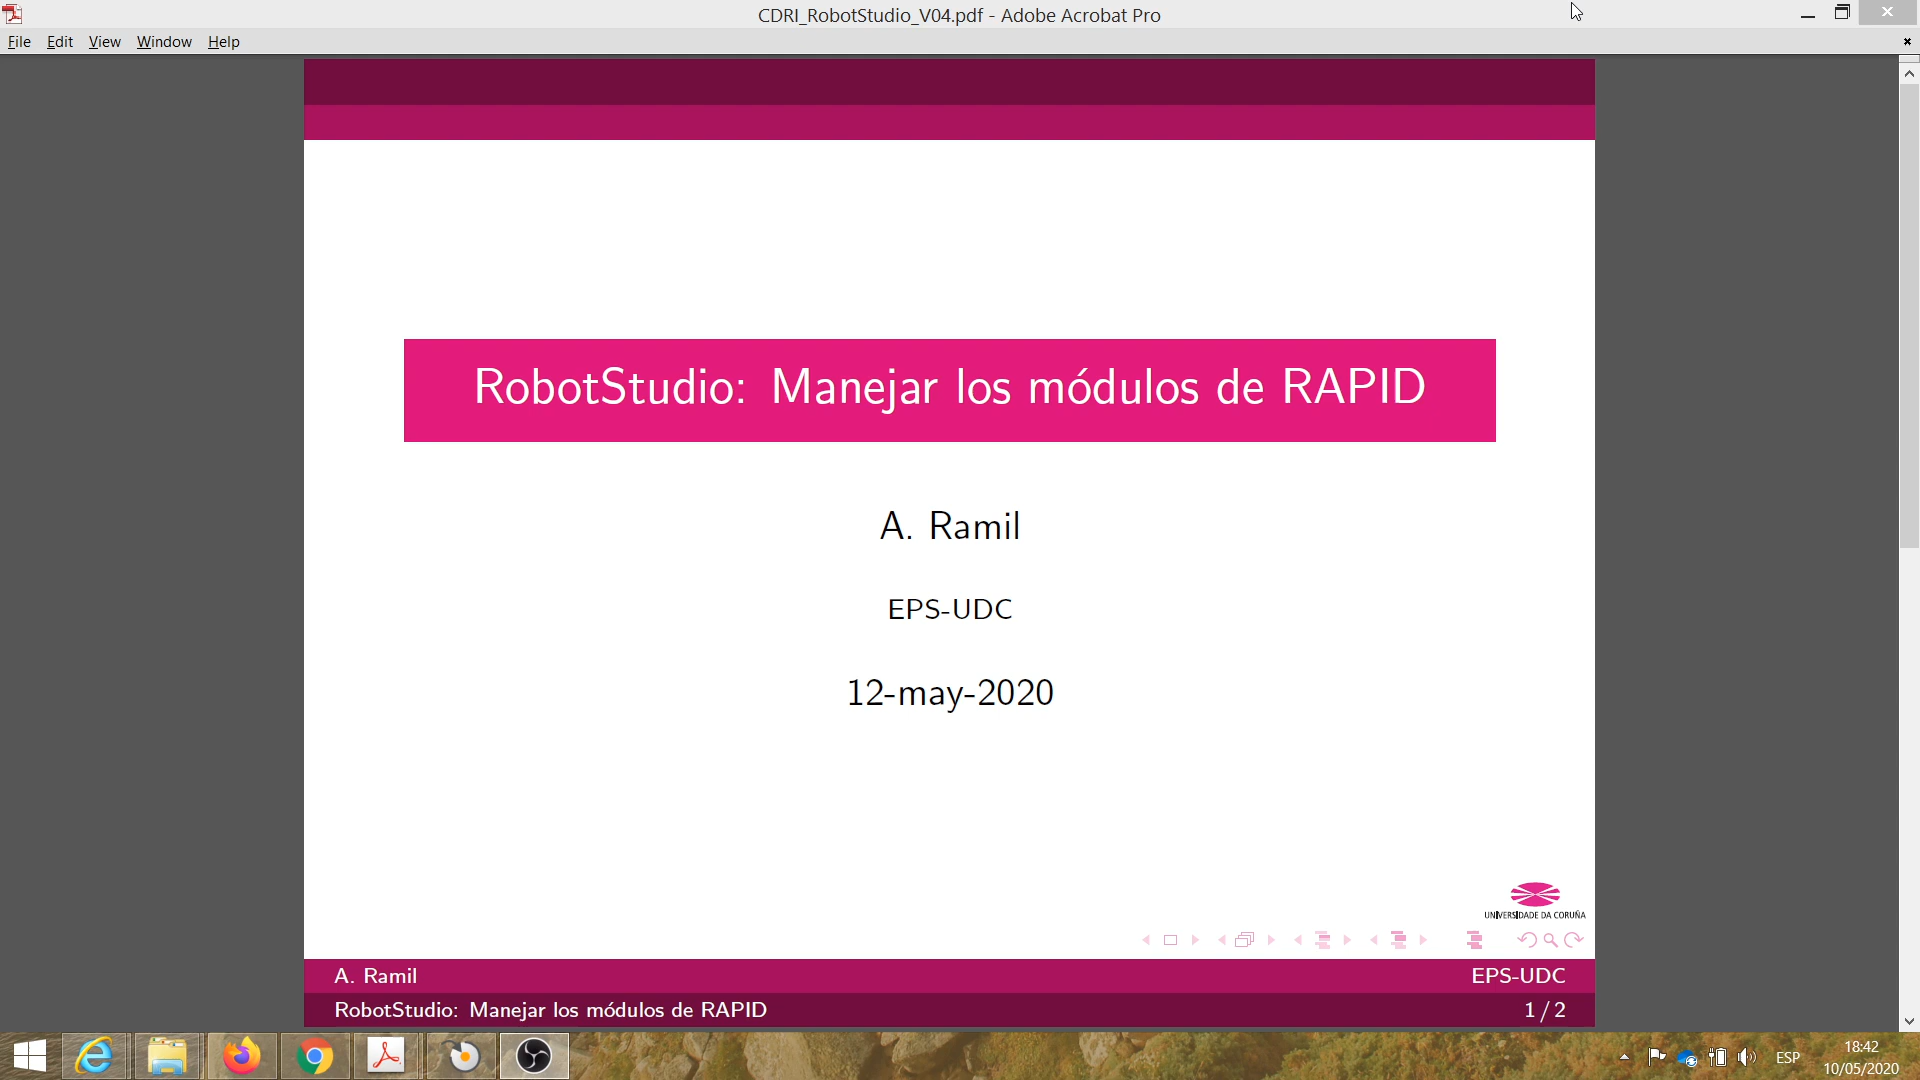 CDRI_RobotStudio_V04.pdf - Adobe Acrobat Pro
File Edit View Window Help
RobotStudio: Manejar los módulos de RAPID
A. Ramil
EPS-UDC
12-may-2020
UNIVERSIDADE DA CORUÑA
A. Ramil EPS-UDC
RobotStudio: Manejar los módulos de RAPID 1 / 2
ESP
18:42
10/05/2020